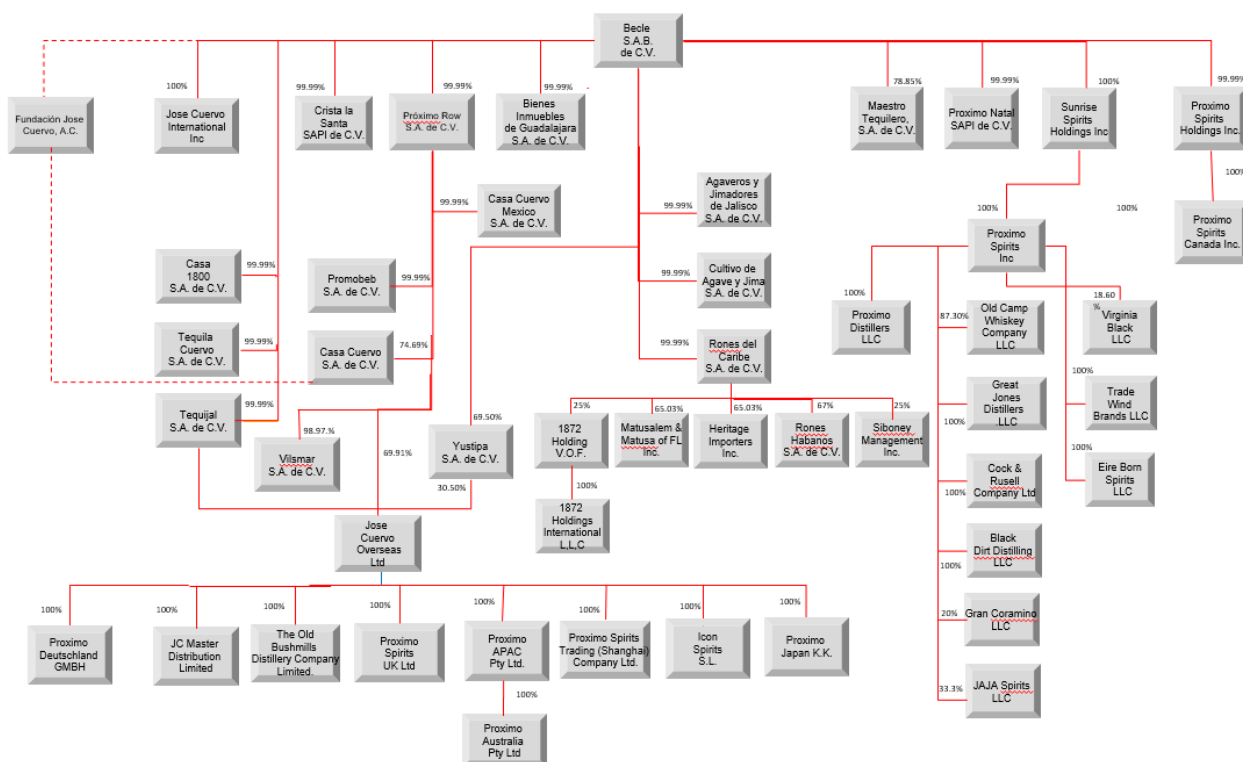 Becle
S.A.B.
de C.V.
100%
99.99%
99.99%
99.99%
78.85%
99.99%
100%
99.99%
Fundación Jose
Cuervo, A.C.
Jose Cuervo
International
Inc
Crista la
Santa
SAPI de C.V.
Próximo Row
S.A. de C.V.
Bienes
Inmuebles
de Guadalajara
S.A. de C.V.
Maestro
Tequilero,
S.A. de C.V.
Proximo Natal
SAPI de C.V.
Sunrise
Spirits
Holdings Inc
Proximo
Spirits
Holdings Inc.
100%
99.99%
Casa Cuervo
Mexico
S.A. de C.V.
99.99%
Agaveros y
Jimadores
de Jalisco
S.A. de C.V.
100%
100%
Proximo
Spirits
Inc
Proximo
Spirits
Canada Inc.
Casa
1800
S.A. de C.V.
99.99%
Promobeb
S.A. de C.V.
99.99%
99.99%
Cultivo de
Agave y Jima
S.A. de C.V.
100%
Proximo
Distillers
LLC
87.30%
Old Camp
Whiskey
Company
LLC
18.60
%
Virginia
Black
LLC
Tequila
Cuervo
S.A. de C.V.
99.99%
Casa Cuervo
S.A. de C.V.
74.69%
99.99%
Rones del
Caribe
S.A. de C.V.
100%
Great
Jones
Distillers
.LLC
100%
Trade
Wind
Brands LLC
Tequijal
S.A. de C.V.
99.99%
Vilsmar
S.A. de C.V.
98.97.%
69.91%
69.50%
Yustipa
S.A. de C.V.
30.50%
25%
65.03%
65.03%
67%
25%
1872
Holding
V.O.F.
Matusalem &
Matusa of FL
Inc.
Heritage
Importers
Inc.
Rones
Habanos
S.A. de C.V.
Siboney
Management
Inc.
100%
1872
Holdings
International
L,L,C
100%
Cock &
Rusell
Company Ltd
100%
Eire Born
Spirits
LLC
Jose
Cuervo
Overseas
Ltd
100%
Black
Dirt Distilling
LLC
20%
Gran Coramino
LLC
33.3%
JAJA Spirits
LLC
100%
100%
100%
100%
100%
100%
100%
100%
Proximo
Deutschland
GMBH
JC Master
Distribution
Limited
The Old
Bushmills
Distillery Company
Limited.
Proximo
Spirits
UK Ltd
Proximo
APAC
Pty Ltd.
Proximo Spirits
Trading (Shanghai)
Company Ltd.
Icon
Spirits
S.L.
Proximo
Japan K.K.
100%
Proximo
Australia
Pty Ltd